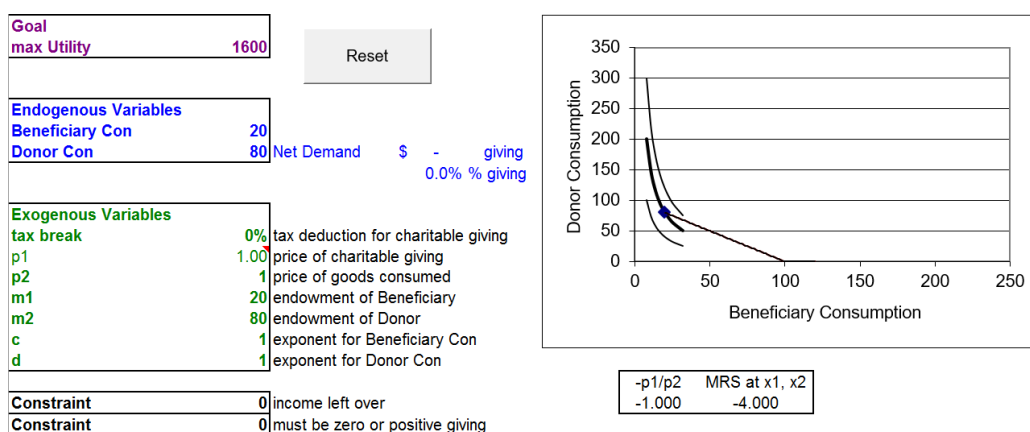 Goal
max Utility 1600
Reset
Endogenous Variables
Beneficiary Con 20
Donor Con 80 Net Demand $ - giving
0.0% % giving
Exogenous Variables
tax break 0% tax deduction for charitable giving
p1 1.00 price of charitable giving
p2 1 price of goods consumed
m1 20 endowment of Beneficiary
m2 80 endowment of Donor
c 1 exponent for Beneficiary Con
d 1 exponent for Donor Con
Constraint 0 income left over
Constraint 0 must be zero or positive giving
Donor Consumption
350
300
250
200
150
100
50
0
0 50 100 150 200 250
Beneficiary Consumption
-p1/p2 MRS at x1, x2
-1.000 -4.000